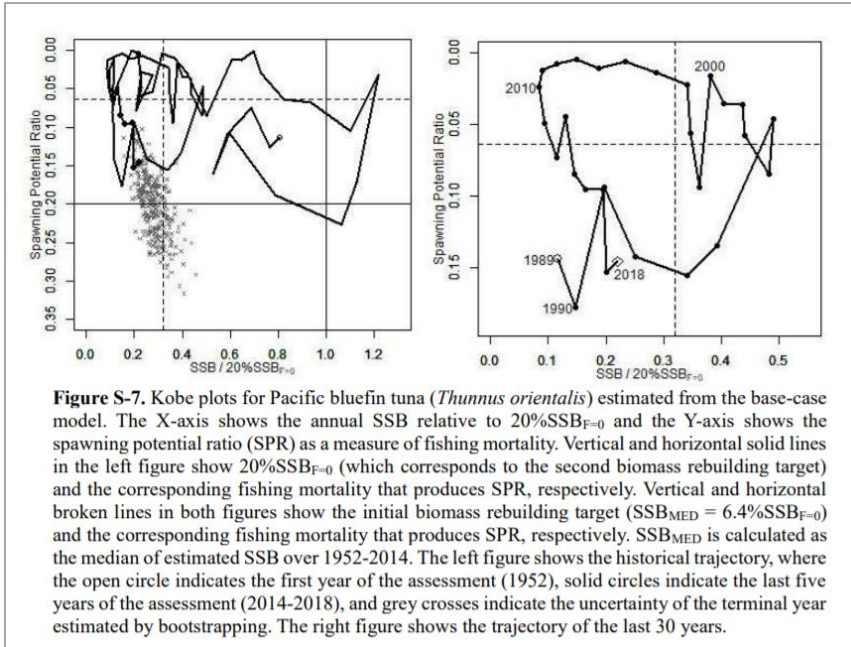 Spawning Potential Ratio
0.00
0.05
0.10
0.15
0.20
0.25
0.30
0.35
0.0 0.2 0.4 0.6 0.8 1.0 1.2
SSB / 20%SSBF=0
Spawning Potential Ratio
0.00
0.05
0.10
0.15
2000
2010
1989
2018
1990
0.0 0.1 0.2 0.3 0.4 0.5
SSB / 20%SSBF=0
Figure S-7. Kobe plots for Pacific bluefin tuna (Thunnus orientalis) estimated from the base-case
model. The X-axis shows the annual SSB relative to 20%SSBF=0 and the Y-axis shows the
spawning potential ratio (SPR) as a measure of fishing mortality. Vertical and horizontal solid lines
in the left figure show 20%SSBF=0 (which corresponds to the second biomass rebuilding target)
and the corresponding fishing mortality that produces SPR, respectively. Vertical and horizontal
broken lines in both figures show the initial biomass rebuilding target (SSBMED = 6.4%SSBF=0)
and the corresponding fishing mortality that produces SPR, respectively. SSBMED is calculated as
the median of estimated SSB over 1952-2014. The left figure shows the historical trajectory, where
the open circle indicates the first year of the assessment (1952), solid circles indicate the last five
years of the assessment (2014-2018), and grey crosses indicate the uncertainty of the terminal year
estimated by bootstrapping. The right figure shows the trajectory of the last 30 years.